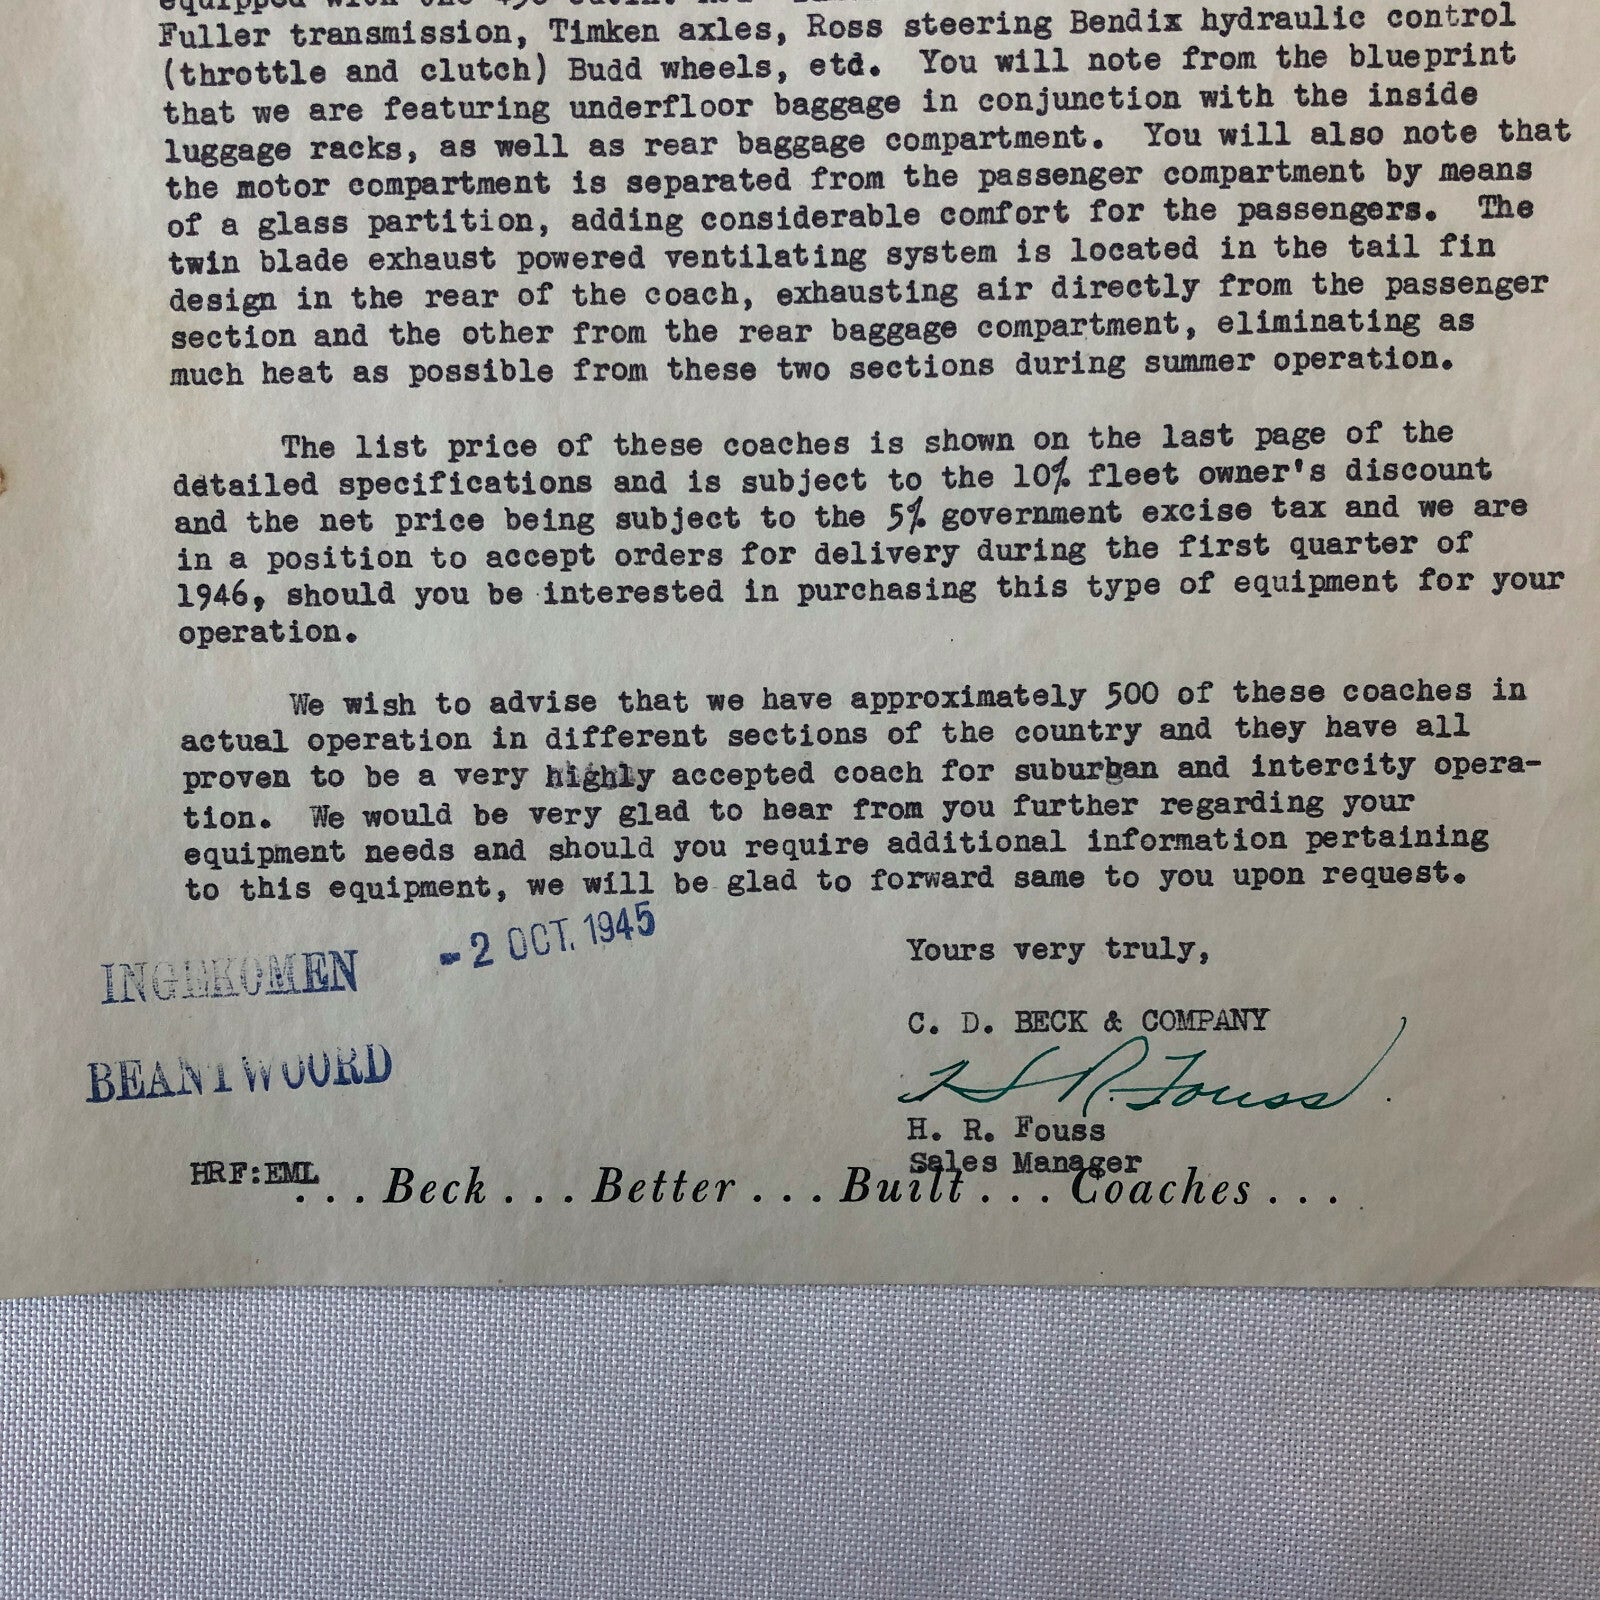 equipped with the
Fuller transmission, Timken axles, Ross steering Bendix hydraulic control
(throttle and clutch) Budd wheels, etd.  You will note from the blueprint
that we are featuring underfloor baggage in conjunction with the inside
luggage racks, as well as rear baggage compartment.  You will also note that
the motor compartment is separated from the passenger compartment by means
of a glass partition, adding considerable comfort for the passengers.  The
twin blade exhaust powered ventilating system is located in the tail fin
design in the rear of the coach, exhausting air directly from the passenger
section and the other from the rear baggage compartment, eliminating as
much heat as possible from these two sections during summer operation.

The list price of these coaches is shown on the last page of the
detailed specifications and is subject to the 10% fleet owner's discount
and the net price being subject to the 5% government excise tax and we are
in a position to accept orders for delivery during the first quarter of
1946, should you be interested in purchasing this type of equipment for your
operation.

We wish to advise that we have approximately 500 of these coaches in
actual operation in different sections of the country and they have all
proven to be a very highly accepted coach for suburban and intercity opera-
tion.  We would be very glad to hear from you further regarding your
equipment needs and should you require additional information pertaining
to this equipment, we will be glad to forward same to you upon request.

INGEKOMEN -2 OCT. 1945
Yours very truly,
C. D. BECK & COMPANY
BEANTWOORD
H R. Fouss
H. R. Fouss
Sales Manager
HRF:EML
...Beck...Better...Built...Coaches...